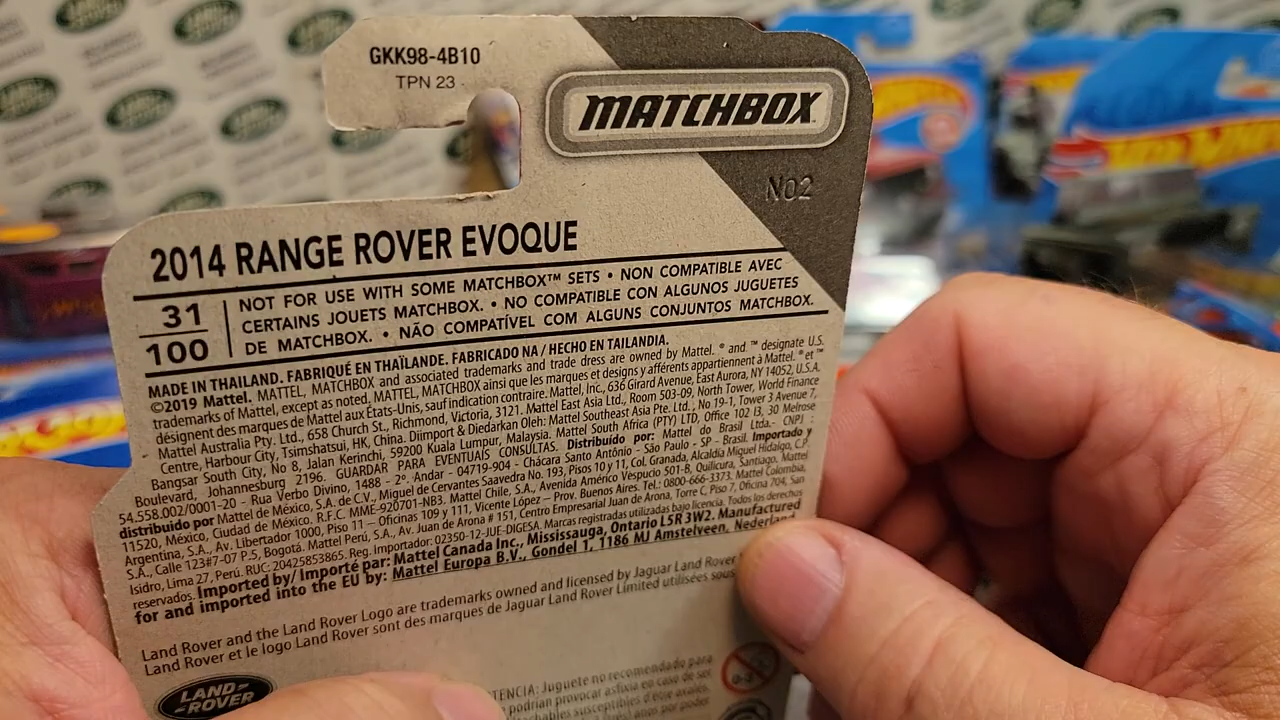 GKK98-4B10
TPN 23
MATCHBOX
N02
2014 RANGE ROVER EVOQUE
31
100
NOT FOR USE WITH SOME MATCHBOX™ SETS • NON COMPATIBLE AVEC
CERTAINS JOUETS MATCHBOX. • NO COMPATIBLE CON ALGUNOS JUGUETES
DE MATCHBOX. • NÃO COMPATÍVEL COM ALGUNS CONJUNTOS MATCHBOX.
MADE IN THAILAND. FABRIQUÉ EN THAÏLANDE. FABRICADO NA / HECHO EN TAILANDIA.
©2019 Mattel. MATTEL, MATCHBOX and associated trademarks and trade dress are owned by Mattel. ® and ™ designate U.S.
trademarks of Mattel, except as noted. MATTEL, MATCHBOX ainsi que les marques et designs y afférents appartiennent à Mattel. ® et ™
désignent des marques de Mattel aux États-Unis, sauf indication contraire. Mattel, Inc., 636 Girard Avenue, East Aurora, NY 14052, U.S.A.
Mattel Australia Pty. Ltd., 658 Church St., Richmond, Victoria, 3121. Mattel East Asia Ltd., Room 503-09, North Tower, World Finance
Centre, Harbour City, Tsimshatsui, HK, China. Diimport & Diedarkan Oleh: Mattel Southeast Asia Pte. Ltd., No 19-1, Tower 3 Avenue 7,
Bangsar South City, No 8, Jalan Kerinchi, 59200 Kuala Lumpur, Malaysia. Mattel South Africa (PTY) LTD, Office 102 I3, 30 Melrose
Boulevard, Johannesburg 2196. GUARDAR PARA EVENTUAIS CONSULTAS. Distribuído por: Mattel do Brasil Ltda.- CNPJ :
54.558.002/0001-20 - Rua Verbo Divino, 1488 - 2º. Andar - 04719-904 - Chácara Santo Antônio - São Paulo - SP - Brasil. Importado y
distribuido por Mattel de México, S.A. de C.V., Miguel de Cervantes Saavedra No. 193, Pisos 10 y 11, Col. Granada, Alcaldía Miguel Hidalgo, C.P.
11520, México, Ciudad de México. R.F.C. MME-920701-NB3. Mattel Chile, S.A., Avenida Américo Vespucio 501-B, Quilicura, Santiago. Mattel
Argentina, S.A., Av. Libertador 1000, Piso 11 – Oficinas 109 y 111, Vicente López – Prov. Buenos Aires. Tel.: 0800-666-3373. Mattel Colombia,
S.A., Calle 123#7-07 P.5, Bogotá. Mattel Perú, S.A., Av. Juan de Arona # 151, Centro Empresarial Juan de Arona, Torre C, Piso 7, Oficina 704, San
Isidro, Lima 27, Perú. RUC: 20425853865. Reg. Importador: 02350-12-JUE-DIGESA. Marcas registradas utilizadas bajo licencia. Todos los derechos
reservados. Imported by/ Importé par: Mattel Canada Inc., Mississauga, Ontario L5R 3W2. Manufactured
for and imported into the EU by: Mattel Europa B.V., Gondel 1, 1186 MJ Amstelveen, Nederland.
Land Rover and the Land Rover Logo are trademarks owned and licensed by Jaguar Land Rover
Land Rover et le logo Land Rover sont des marques de Jaguar Land Rover Limited utilisées sous
LAND-
ROVER
TENCIA: Juguete no recomendado para
podrían provocar asfixia en caso de ser
0-3